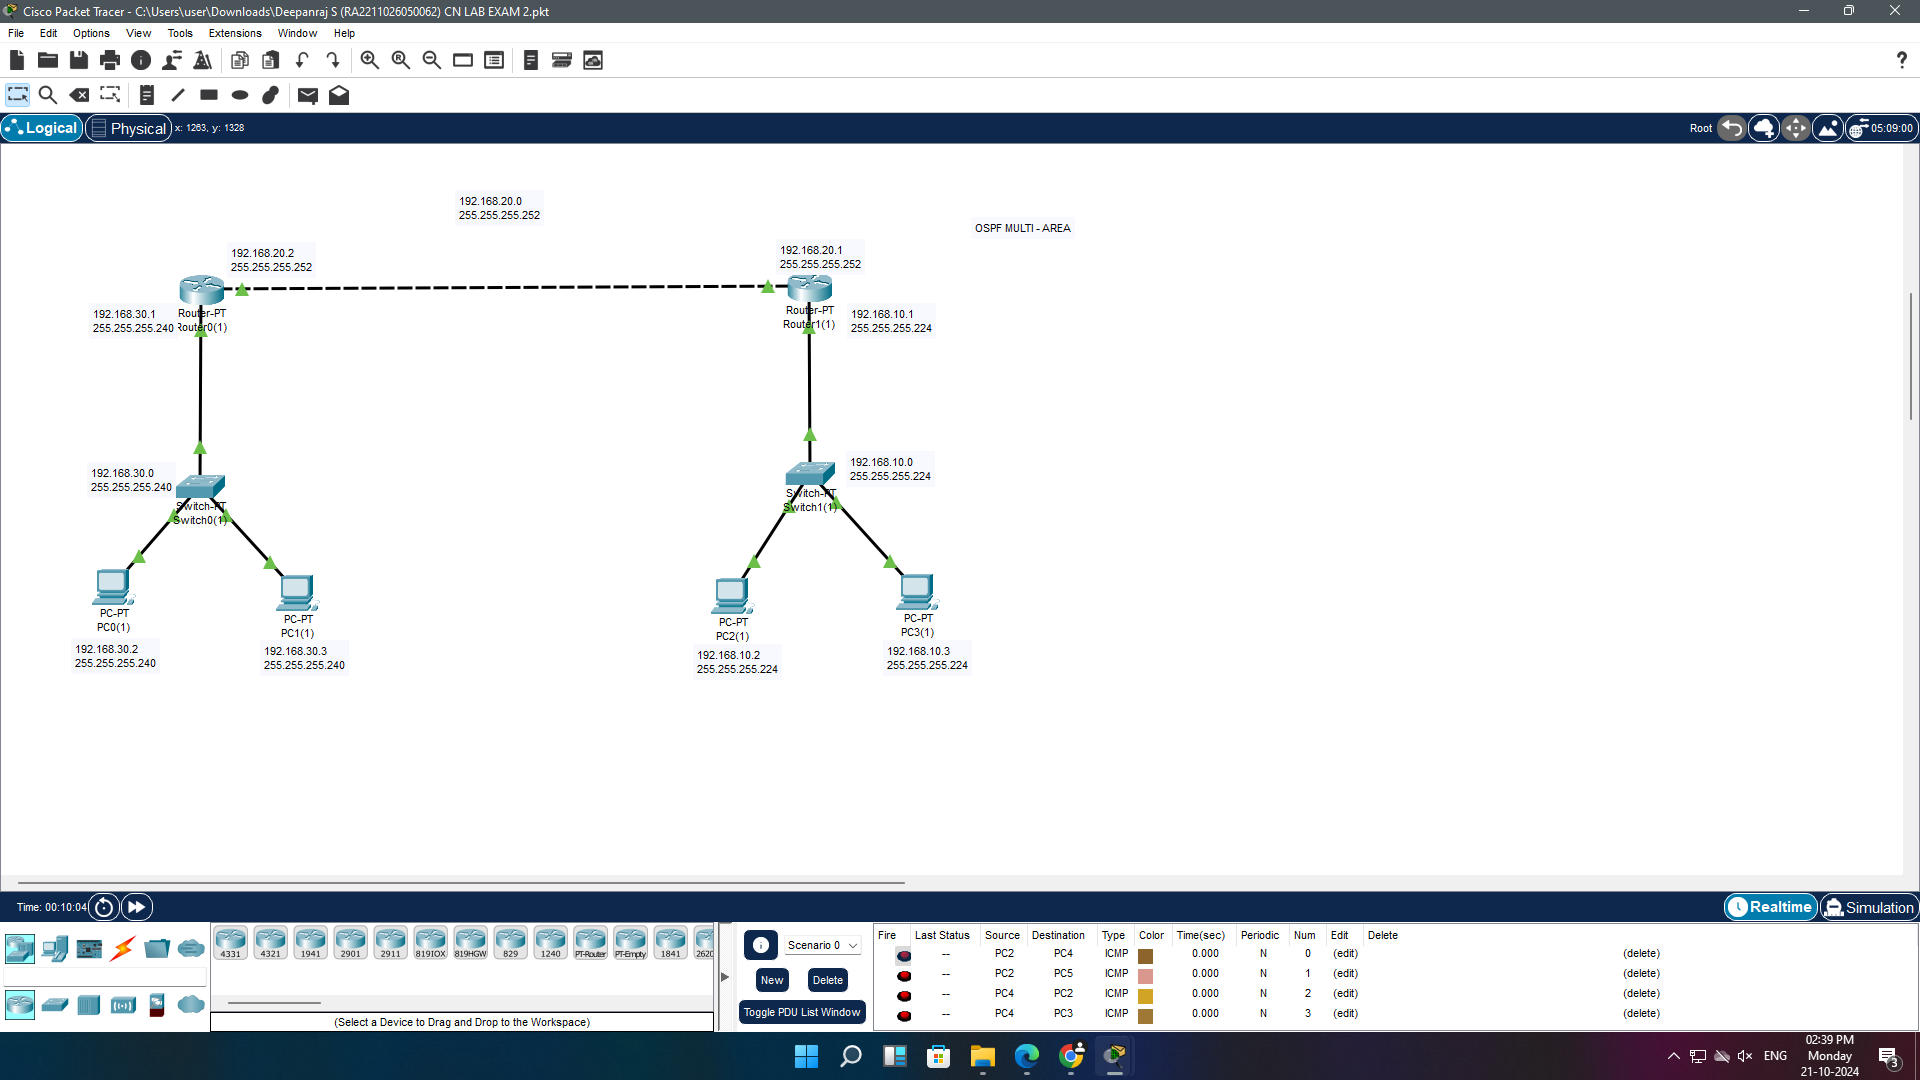 Cisco Packet Tracer - C:\Users\user\Downloads\Deepanraj S (RA2211026050062) CN LAB EXAM 2.pkt
File Edit Options View Tools Extensions Window Help
Logical Physical x: 1263, y: 1328 Root 05:09:00
192.168.20.0
255.255.255.252
OSPF MULTI - AREA
192.168.20.2
255.255.255.252
192.168.20.1
255.255.255.252
192.168.30.1
255.255.255.240
Router-PT
Router0(1)
Router-PT
Router1(1)
192.168.10.1
255.255.255.224
192.168.30.0
255.255.255.240
Switch-PT
Switch0(1)
192.168.10.0
255.255.255.224
Switch-PT
Switch1(1)
PC-PT
PC0(1)
192.168.30.2
255.255.255.240
PC-PT
PC1(1)
192.168.30.3
255.255.255.240
PC-PT
PC2(1)
192.168.10.2
255.255.255.224
PC-PT
PC3(1)
192.168.10.3
255.255.255.224
Time: 00:10:04 Realtime Simulation
4331 4321 1941 2901 2911 819IOX 819HGW 829 1240 PT-Router PT-Empty 1841 2620
(Select a Device to Drag and Drop to the Workspace)
Scenario 0
New Delete
Toggle PDU List Window
Fire Last Status Source Destination Type Color Time(sec) Periodic Num Edit Delete
-- PC2 PC4 ICMP 0.000 N 0 (edit) (delete)
-- PC2 PC5 ICMP 0.000 N 1 (edit) (delete)
-- PC4 PC2 ICMP 0.000 N 2 (edit) (delete)
-- PC4 PC3 ICMP 0.000 N 3 (edit) (delete)
ENG
02:39 PM
Monday
21-10-2024
3